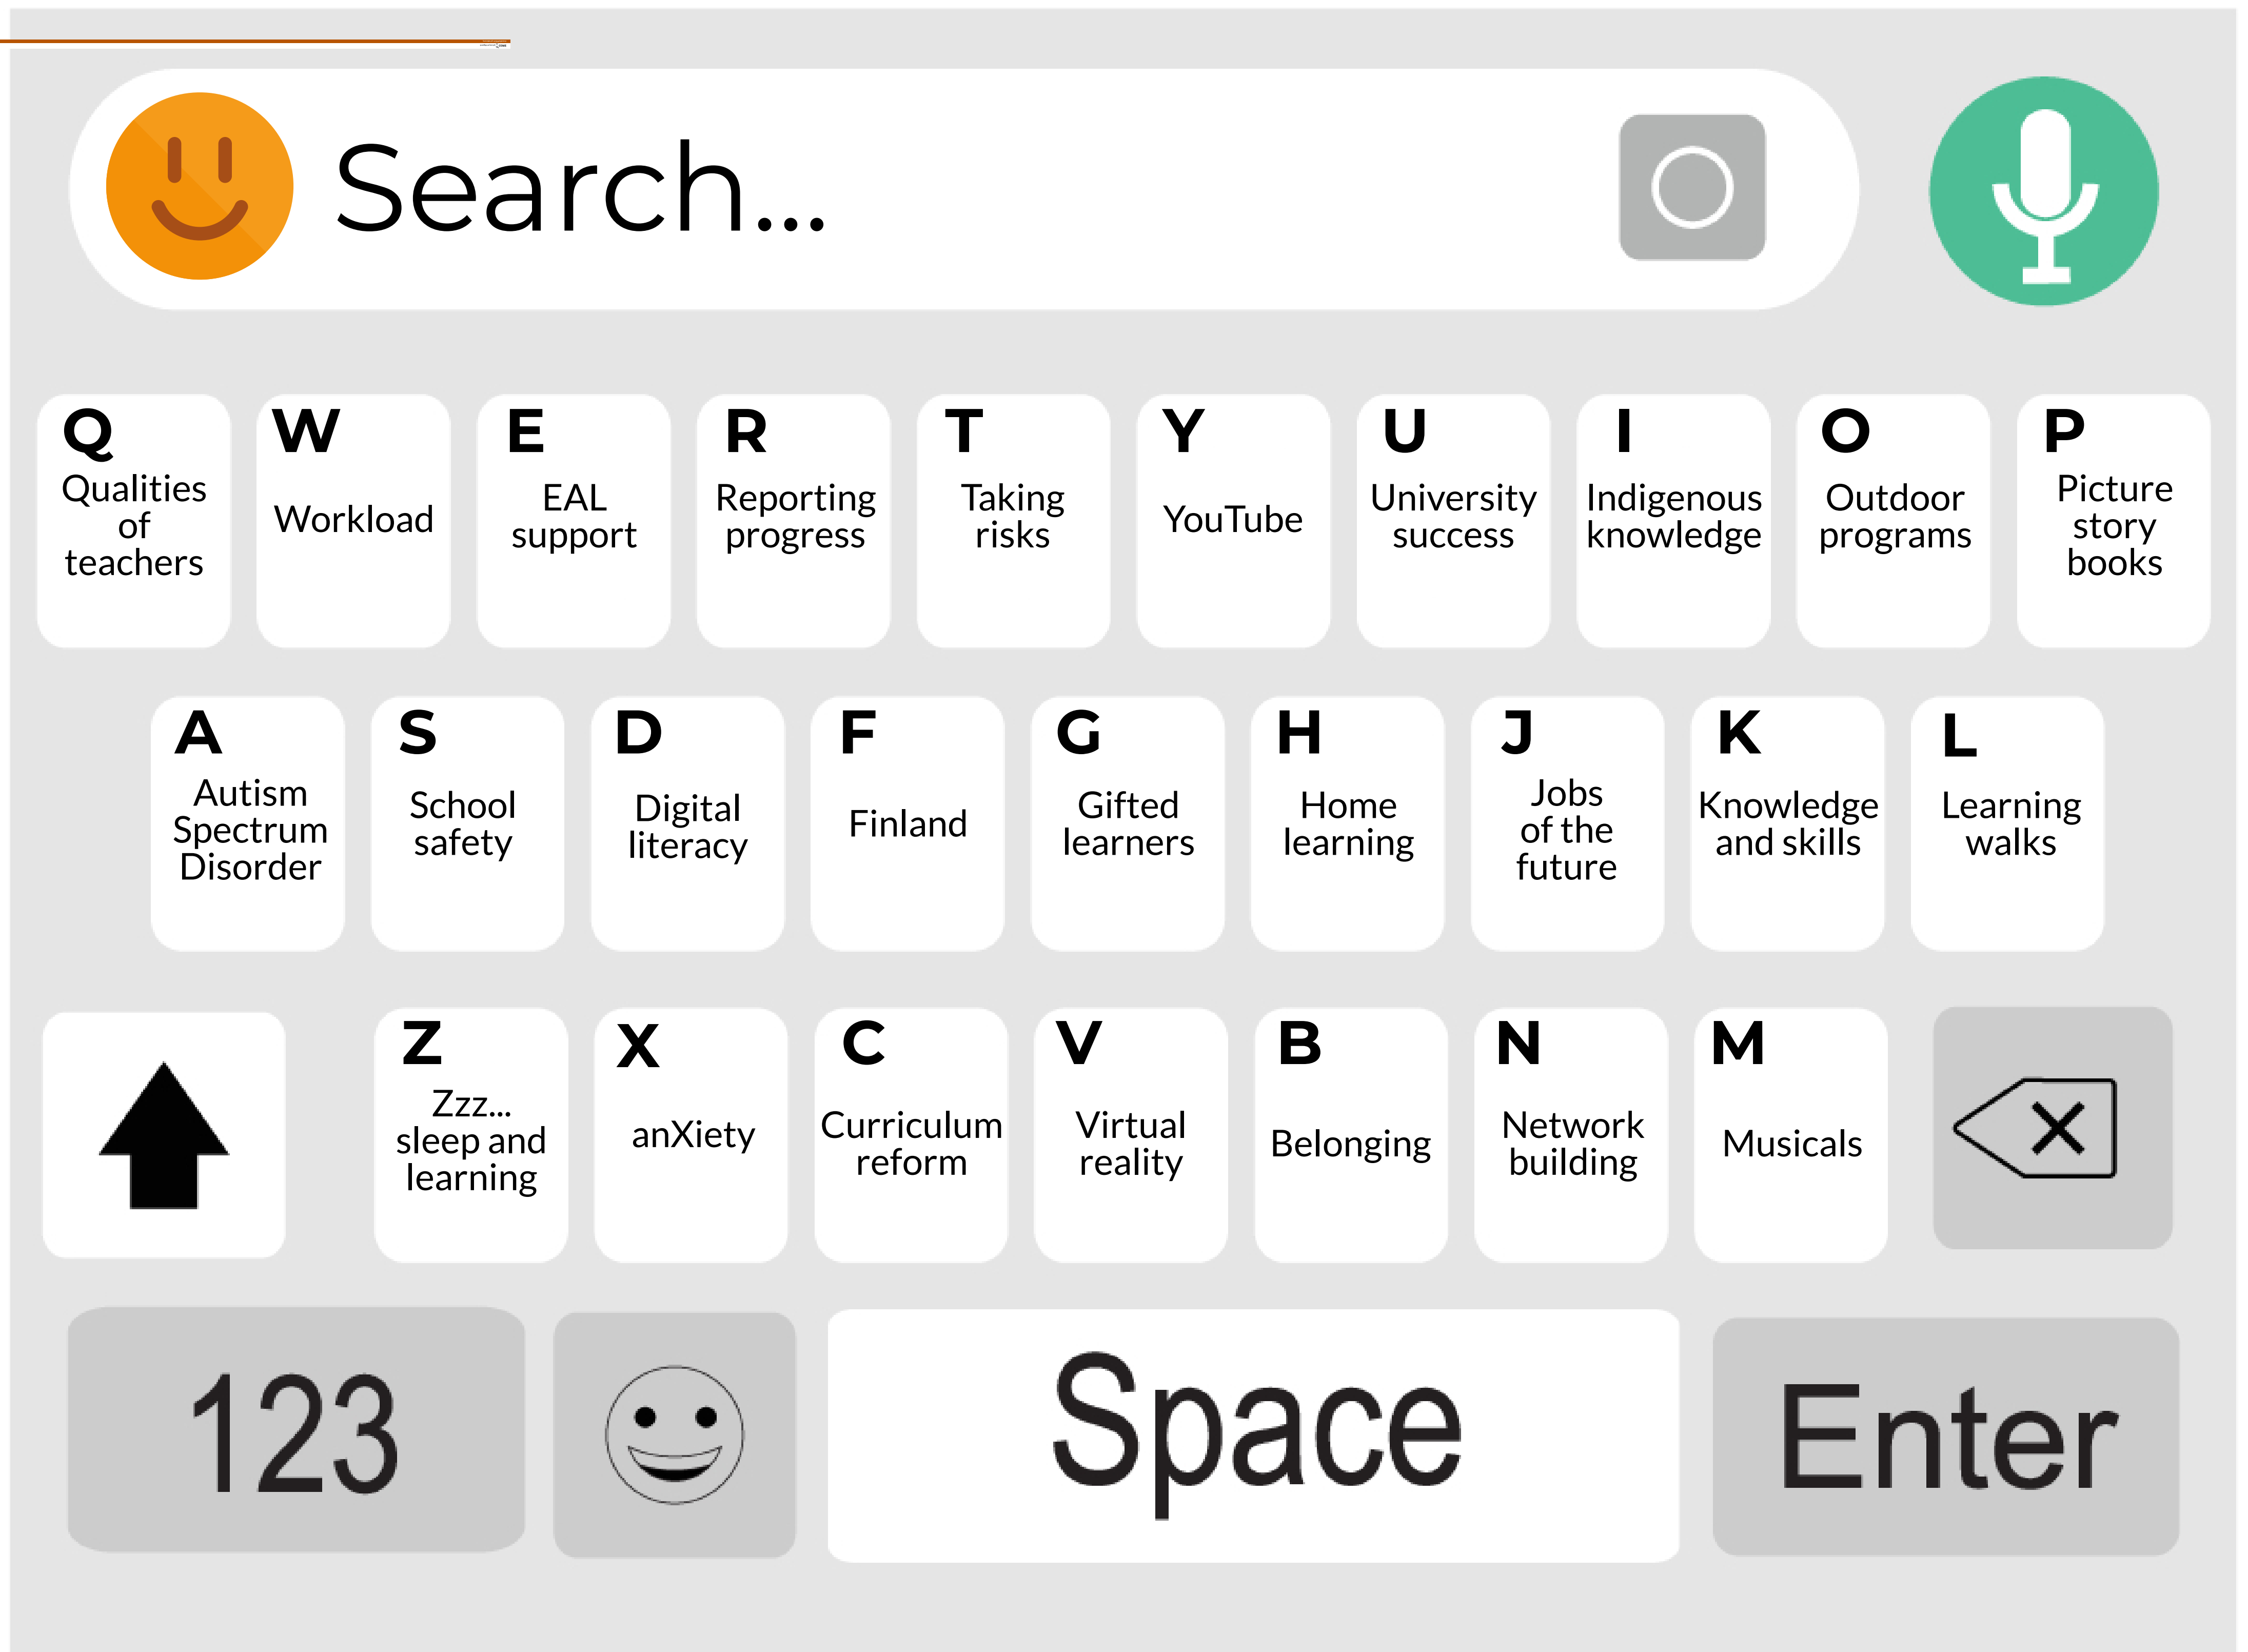 Search...
Q W E R T Y U I O P
Qualities
of
teachers
Workload
EAL
support
Reporting
progress
Taking
risks
YouTube
University
success
Indigenous
knowledge
Outdoor
programs
Picture
story
books
A S D F G H J K L
Autism
Spectrum
Disorder
School
safety
Digital
literacy
Finland
Gifted
learners
Home
learning
Jobs
of the
future
Knowledge
and skills
Learning
walks
Z X C V B N M
Zzz...
sleep and
learning
anXiety
Curriculum
reform
Virtual
reality
Belonging
Network
building
Musicals
123
Space
Enter